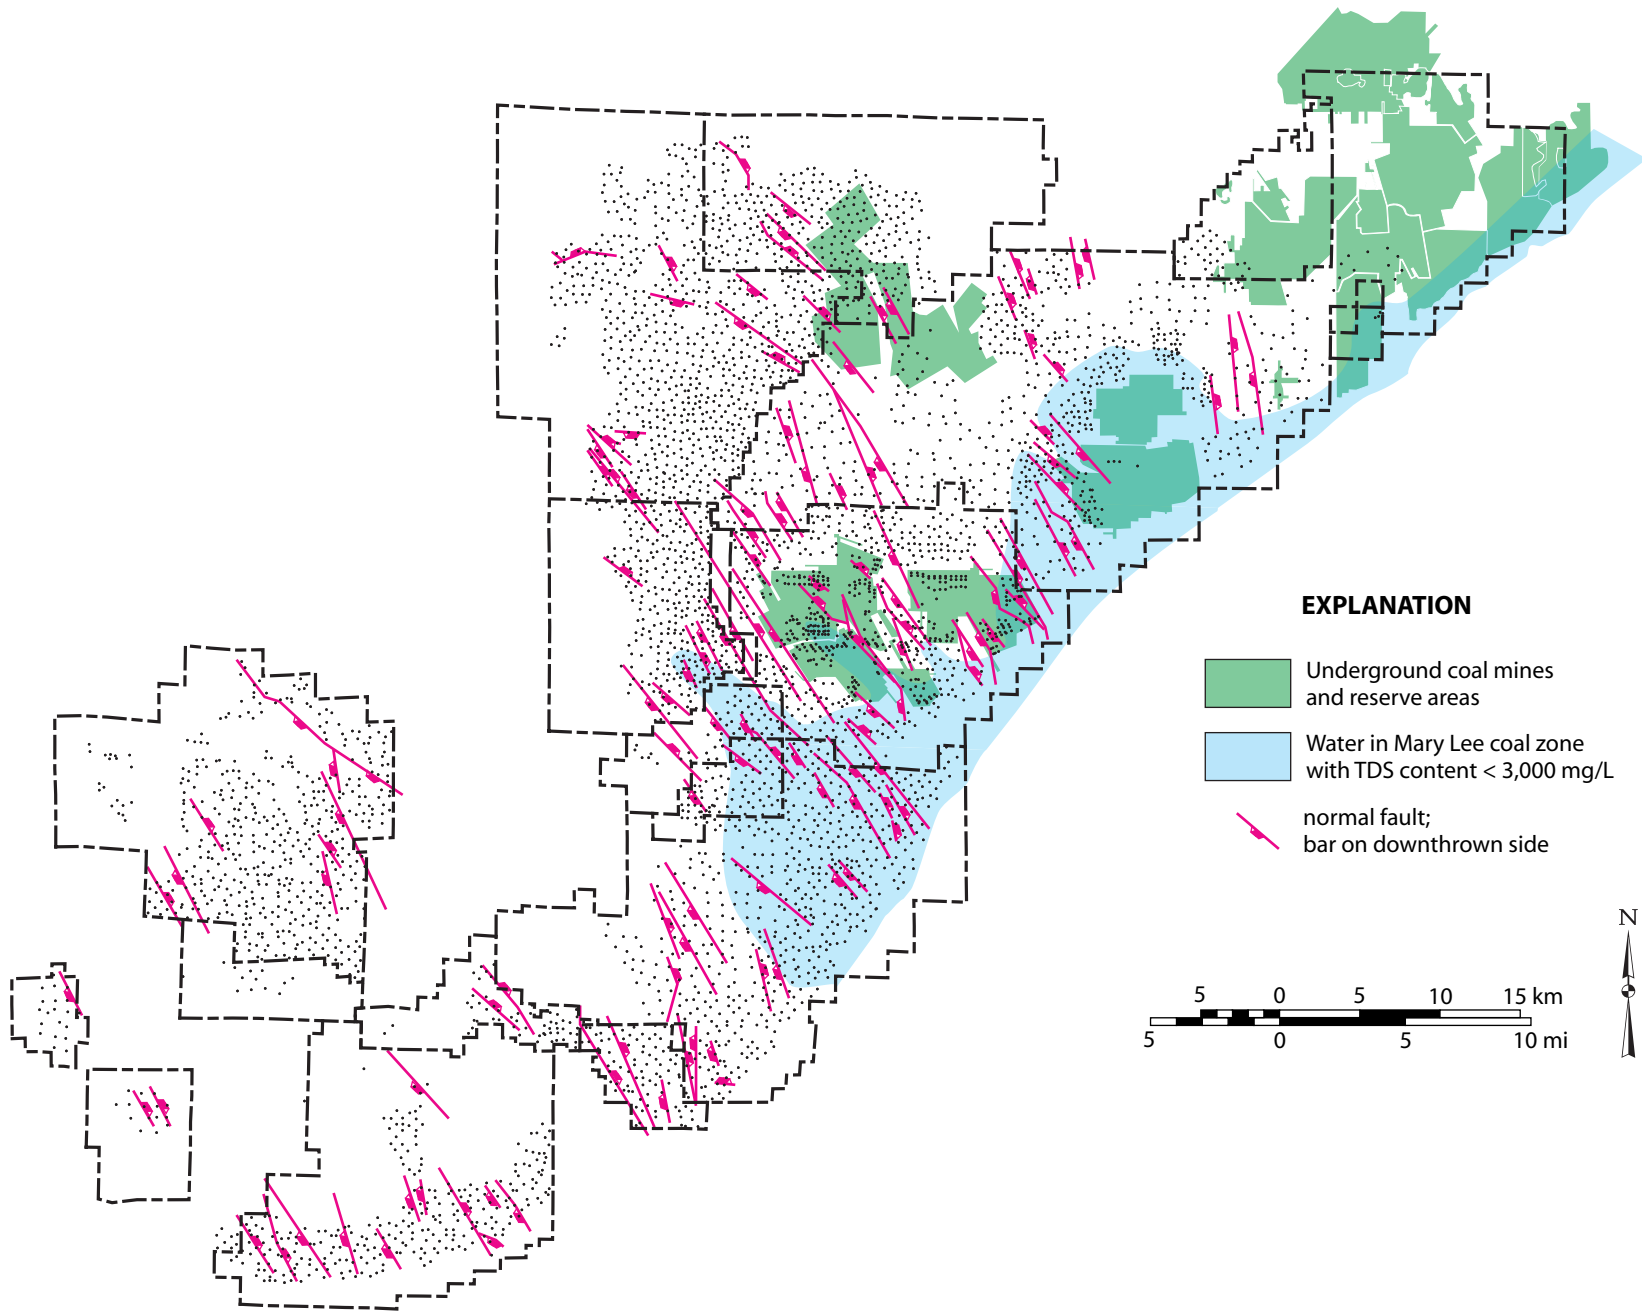 EXPLANATION
Underground coal mines
and reserve areas
Water in Mary Lee coal zone
with TDS content < 3,000 mg/L
normal fault;
bar on downthrown side
N
5 0 5 10 15 km
5 0 5 10 mi